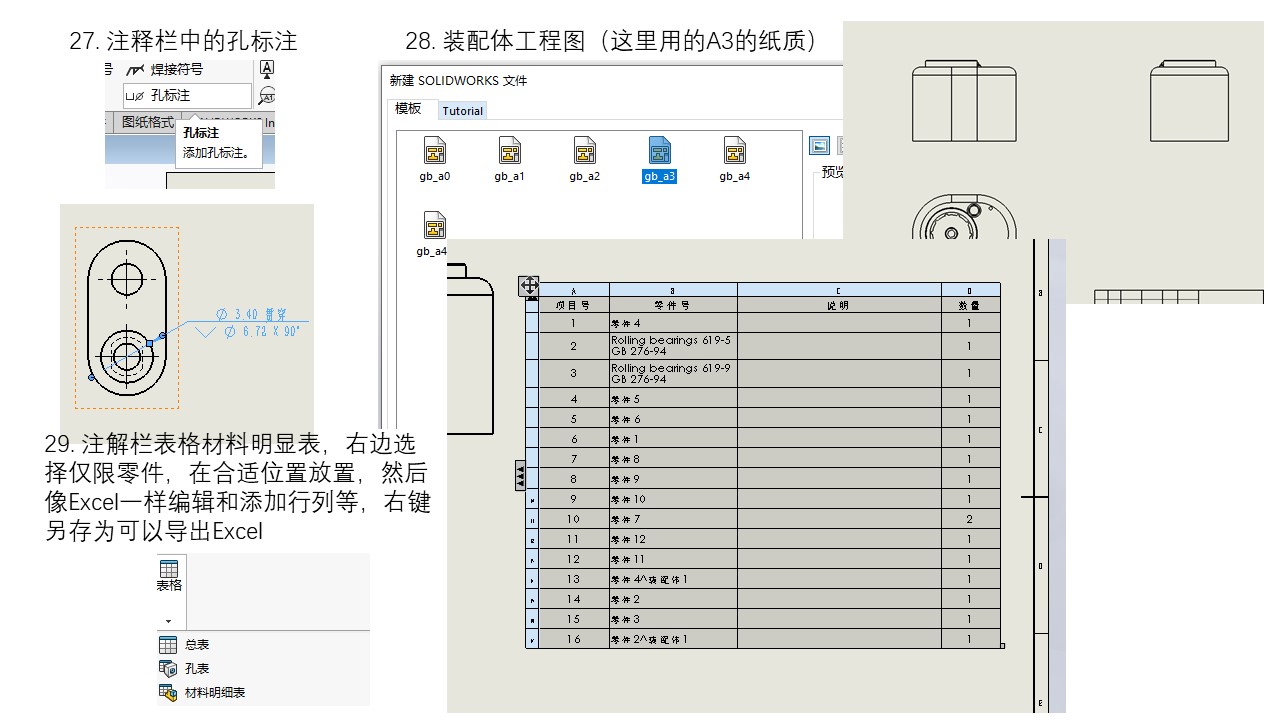 27. 注释栏中的孔标注
焊接符号
孔标注
图纸格式
孔标注
添加孔标注。
28. 装配体工程图（这里用的A3的纸质）
新建 SOLIDWORKS 文件
模板
Tutorial
gb_a0
gb_a1
gb_a2
gb_a3
gb_a4
gb_a4
预览
∅ 3.40 贯穿
∅ 6.72 X 90°
29. 注解栏表格材料明显表，右边选
择仅限零件，在合适位置放置，然后
像Excel一样编辑和添加行列等，右键
另存为可以导出Excel
表格
总表
孔表
材料明细表
A B C D
项目号 零件号 说明 数量
1 零件4 1
2 Rolling bearings 619-5 1
GB 276-94
3 Rolling bearings 619-9 1
GB 276-94
4 零件5 1
5 零件6 1
6 零件1 1
7 零件8 1
8 零件9 1
9 零件10 1
10 零件7 2
11 零件12 1
12 零件11 1
13 零件4^装配体1 1
14 零件2 1
15 零件3 1
16 零件2^装配体1 1
B
C
D
E